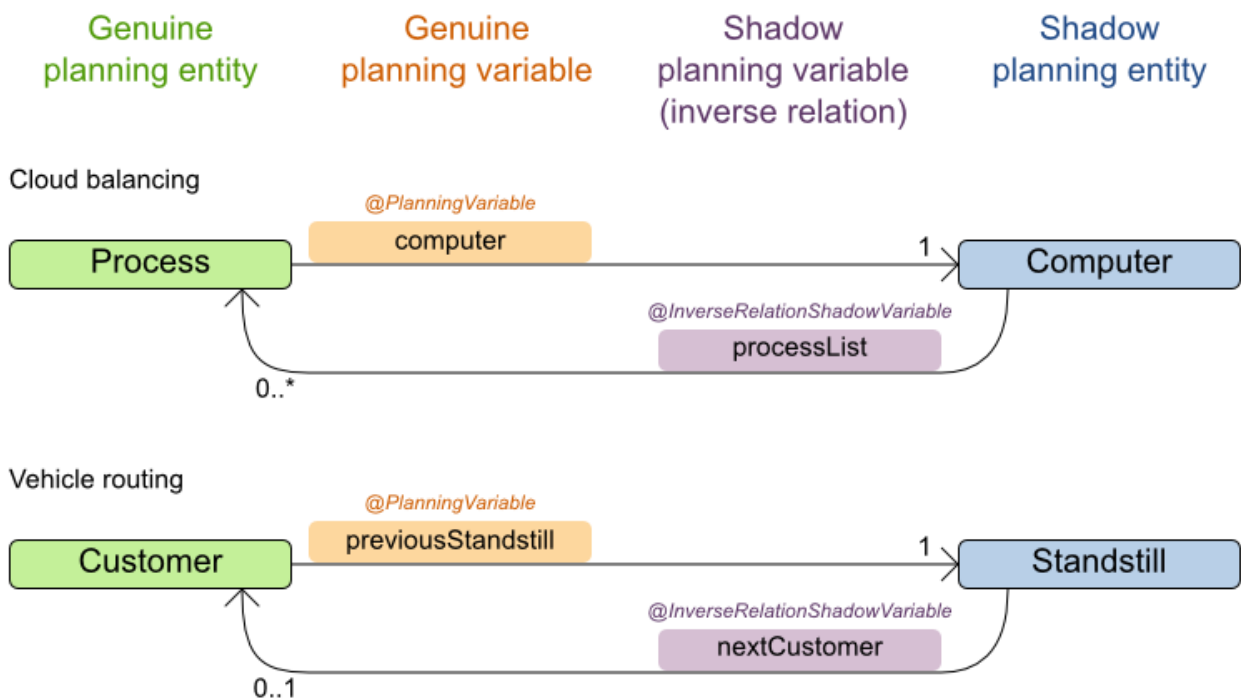 Genuine
planning entity
Genuine
planning variable
Shadow
planning variable
(inverse relation)
Shadow
planning entity
Cloud balancing
@PlanningVariable
computer
Process
1
Computer
@InverseRelationShadowVariable
processList
0..*
Vehicle routing
@PlanningVariable
previousStandstill
Customer
1
Standstill
@InverseRelationShadowVariable
nextCustomer
0..1